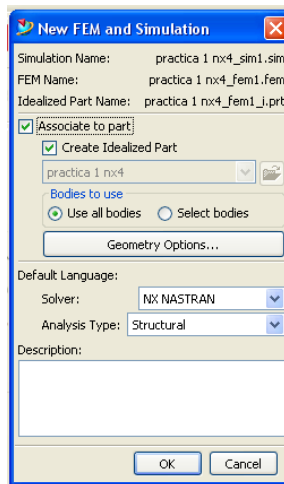 New FEM and Simulation
Simulation Name: practica 1 nx4_sim1.sim
FEM Name: practica 1 nx4_fem1.fem
Idealized Part Name: practica 1 nx4_fem1_i.prt
Associate to part
Create Idealized Part
practica 1 nx4
Bodies to use
Use all bodies Select bodies
Geometry Options...
Default Language:
Solver: NX NASTRAN
Analysis Type: Structural
Description:
OK Cancel